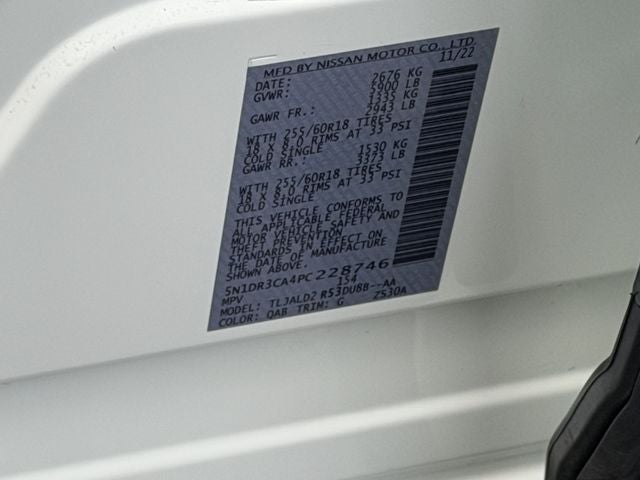 MFD BY NISSAN MOTOR CO., LTD.
DATE: 11/22
GVWR: 2676 KG
5900 LB
GAWR FR.: 1335 KG
2943 LB
WITH 255/60R18 TIRES
18 X 8.0 RIMS AT 33 PSI
COLD SINGLE
GAWR RR.: 1530 KG
3373 LB
WITH 255/60R18 TIRES
18 X 8.0 RIMS AT 33 PSI
COLD SINGLE
THIS VEHICLE CONFORMS TO
ALL APPLICABLE FEDERAL
MOTOR VEHICLE SAFETY AND
THEFT PREVENTION
STANDARDS IN EFFECT ON
THE DATE OF MANUFACTURE
SHOWN ABOVE.
5N1DR3CA4PC228746
MPV 154
MODEL: TLJALD2 R53DUBB--AA
COLOR: QAB TRIM: G ZS30A